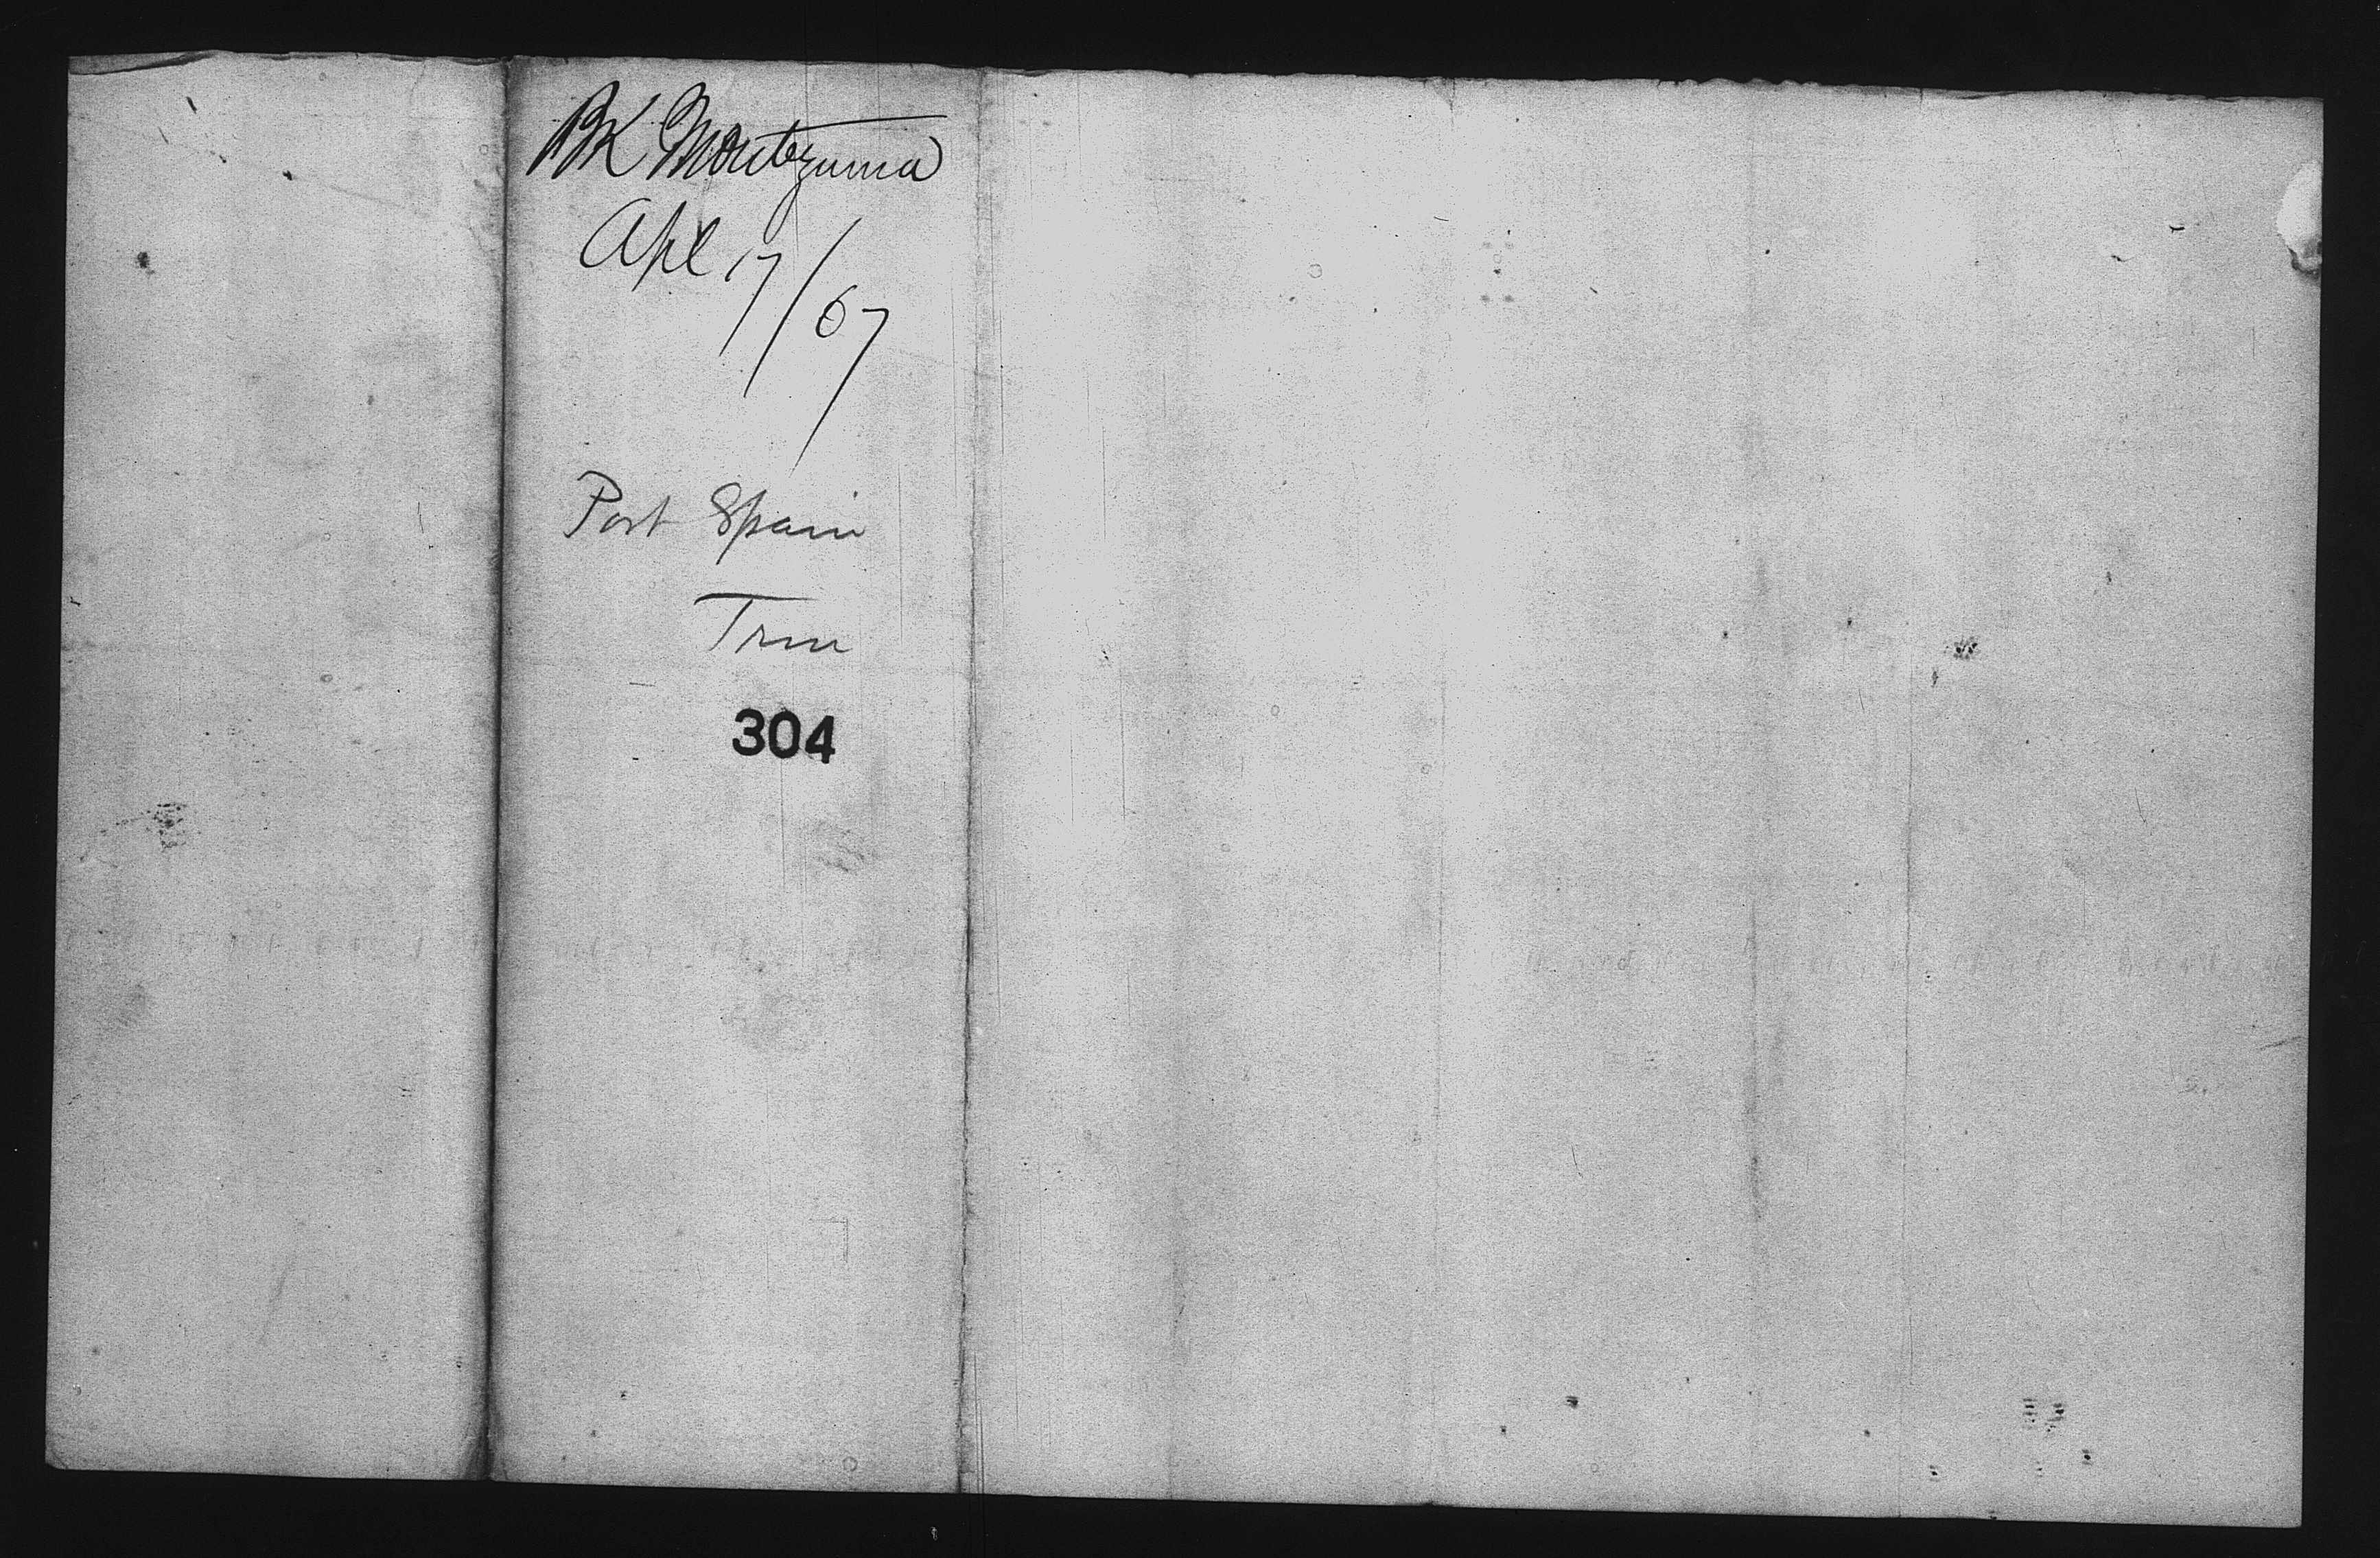 BK Montezuma
Apl 17/67
Port Spain
Trin
304